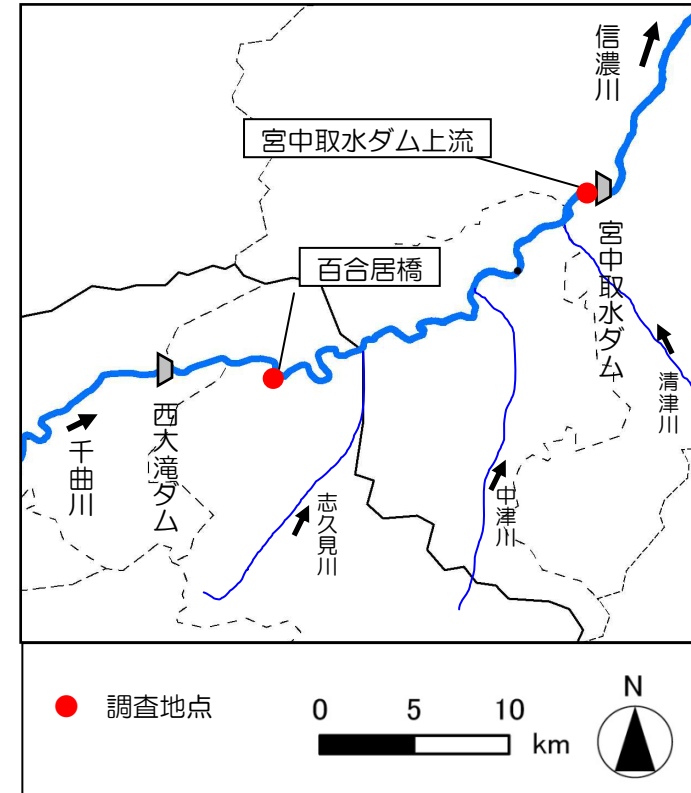 信濃川
宮中取水ダム上流
百合居橋
宮中取水ダム
清津川
西大滝ダム
千曲川
志久見川
中津川
調査地点
0 5 10
km
N